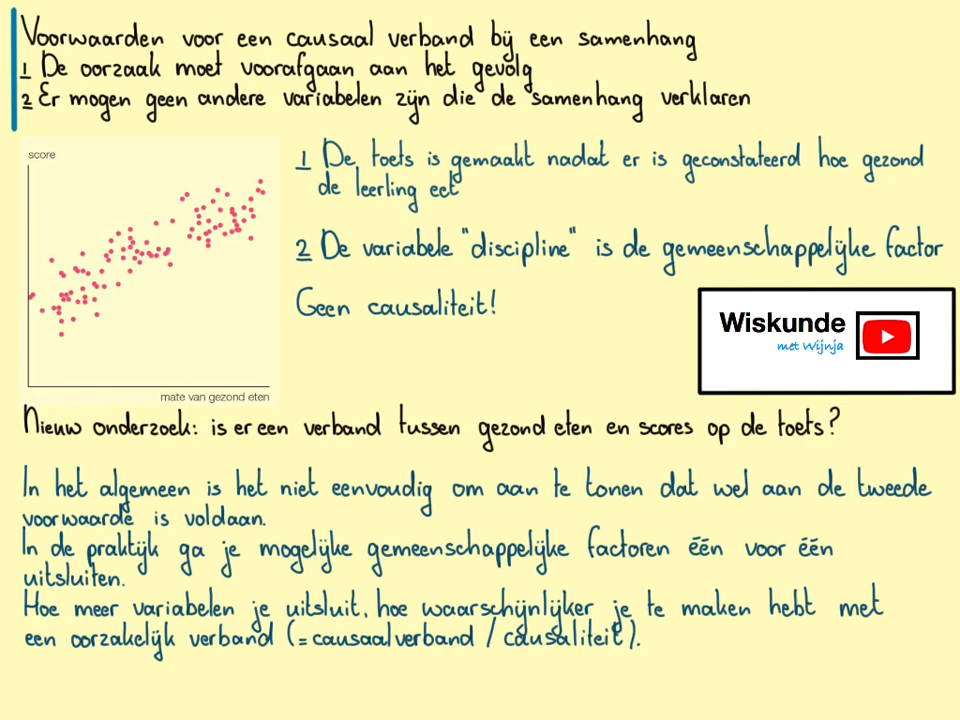 Voorwaarden voor een causaal verband bij een samenhang
1 De oorzaak moet voorafgaan aan het gevolg
2 Er mogen geen andere variabelen zijn die de samenhang verklaren
score
mate van gezond eten
1 De toets is gemaakt nadat er is geconstateerd hoe gezond
de leerling eet
2 De variabele "discipline" is de gemeenschappelijke factor
Geen causaliteit!
Wiskunde
met Wijnja
Nieuw onderzoek: is er een verband tussen gezond eten en scores op de toets?
In het algemeen is het niet eenvoudig om aan te tonen dat wel aan de tweede
voorwaarde is voldaan.
In de praktijk ga je mogelijke gemeenschappelijke factoren één voor één
uitsluiten.
Hoe meer variabelen je uitsluit, hoe waarschijnlijker je te maken hebt met
een oorzakelijk verband (= causaal verband / causaliteit).